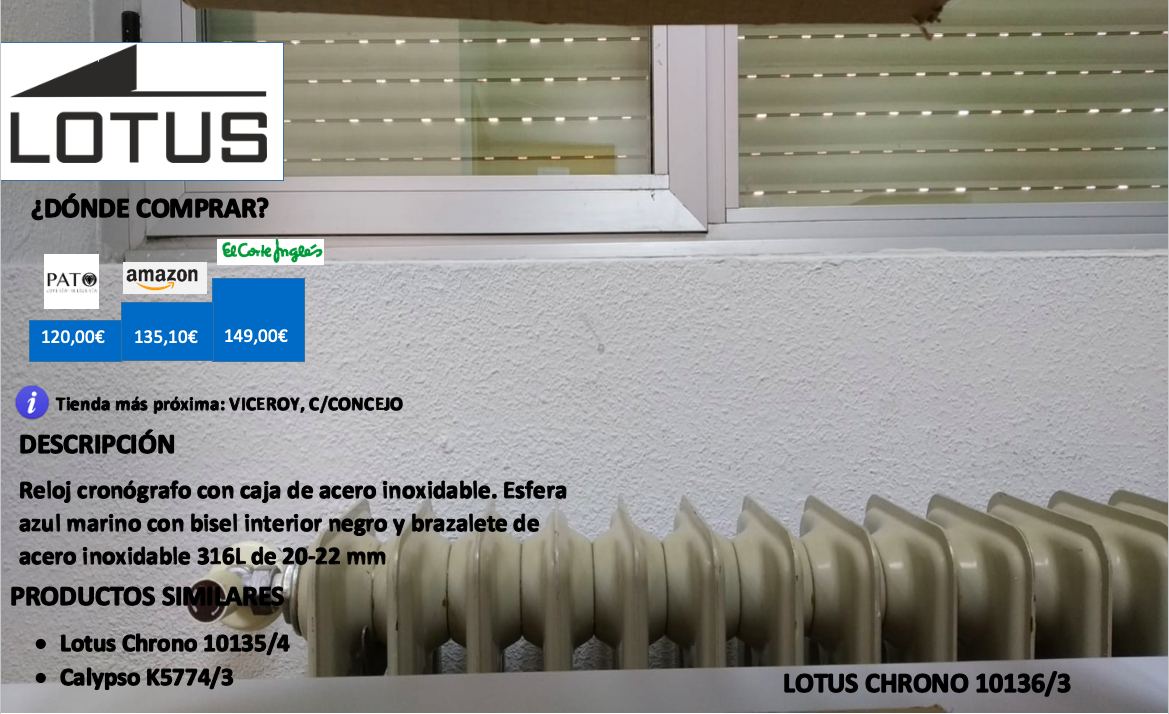 LOTUS
¿DÓNDE COMPRAR?
El Corte Inglés
PATO
amazon
120,00€
135,10€
149,00€
i
Tienda más próxima: VICEROY, C/CONCEJO
DESCRIPCIÓN
Reloj cronógrafo con caja de acero inoxidable. Esfera
azul marino con bisel interior negro y brazalete de
acero inoxidable 316L de 20-22 mm
PRODUCTOS SIMILARES
• Lotus Chrono 10135/4
• Calypso K5774/3
LOTUS CHRONO 10136/3